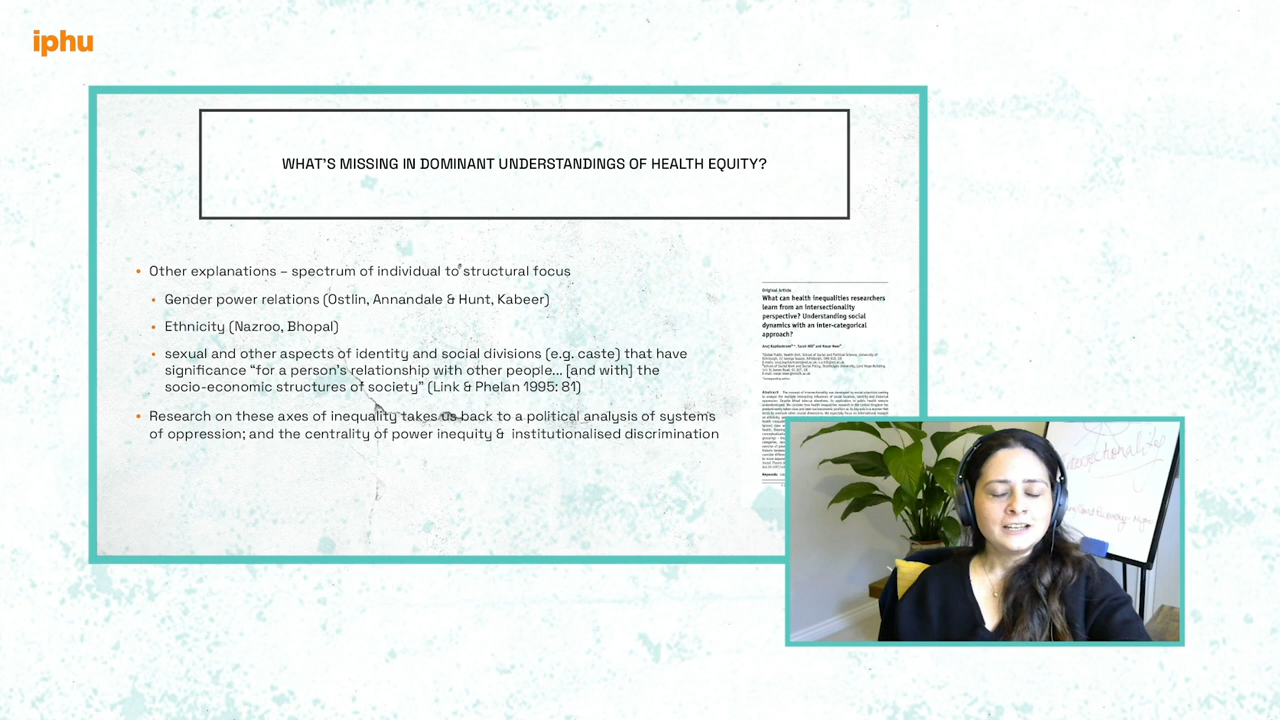 iphu
WHAT'S MISSING IN DOMINANT UNDERSTANDINGS OF HEALTH EQUITY?
• Other explanations – spectrum of individual to structural focus
• Gender power relations (Ostlin, Annandale & Hunt, Kabeer)
• Ethnicity (Nazroo, Bhopal)
• sexual and other aspects of identity and social divisions (e.g. caste) that have
significance "for a person's relationship with other people... [and with] the
socio-economic structures of society" (Link & Phelan 1995: 81)
• Research on these axes of inequality takes us back to a political analysis of systems
of oppression; and the centrality of power inequity & institutionalised discrimination
Original Article
What can health inequalities researchers
learn from an intersectionality
perspective? Understanding social
dynamics with an inter-categorical
approach?
Intersectionality